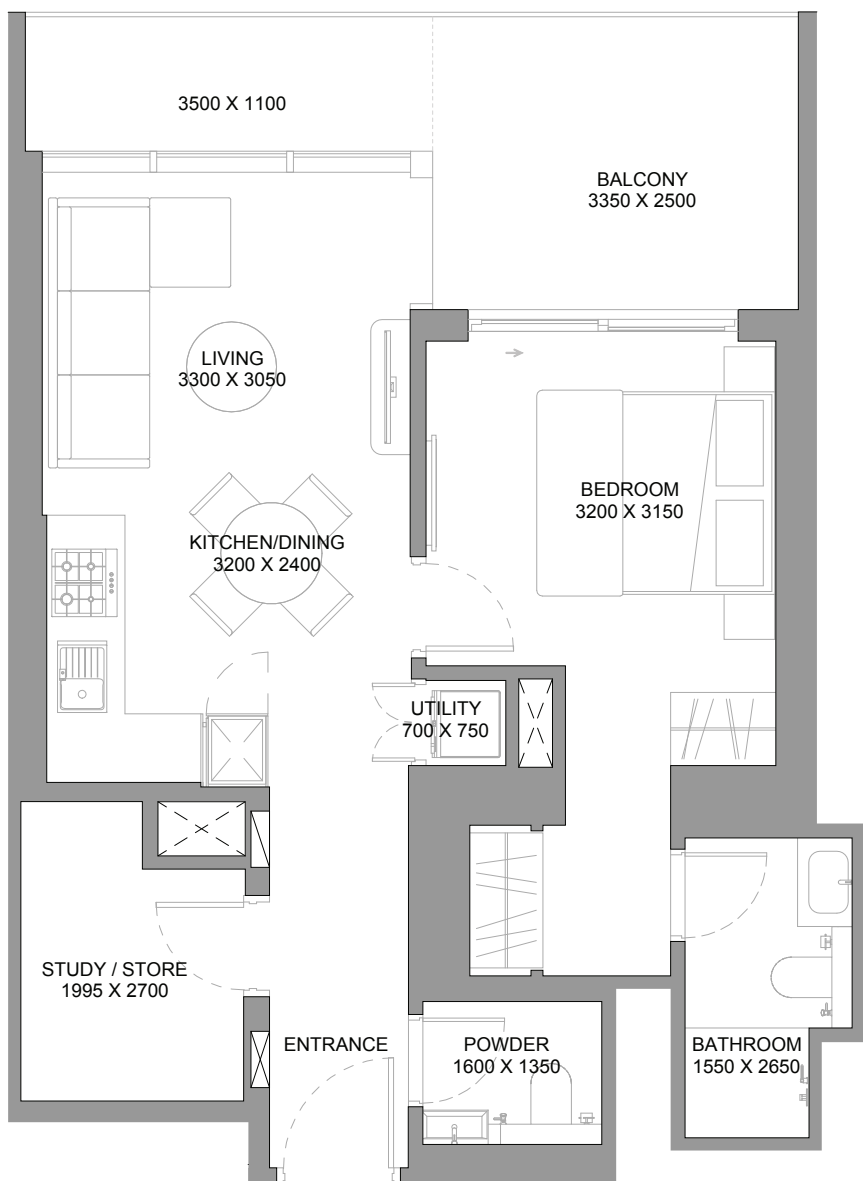 3500 X 1100
BALCONY
3350 X 2500
LIVING
3300 X 3050
BEDROOM
3200 X 3150
KITCHEN/DINING
3200 X 2400
UTILITY
700 X 750
STUDY / STORE
1995 X 2700
ENTRANCE
POWDER
1600 X 1350
BATHROOM
1550 X 2650